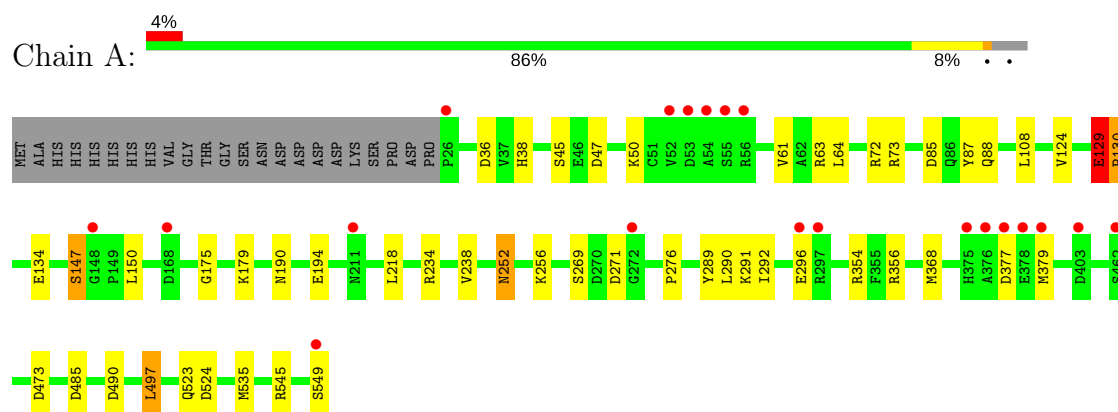 4%
Chain A:
86% 8% • •
MET ALA HIS HIS HIS HIS HIS HIS VAL GLY THR GLY SER ASN ASP ASP ASP ASP LYS SER PRO ASP PRO P26 D36 V37 H38 S45 E46 D47 K50 C51 V52 D53 A54 S55 R56 V61 A62 R63 L64 R72 R73 D85 Q86 Y87 Q88 L108 V124 E129
E134 S147 G148 P149 L150 D168 G175 K179 N190 E194 N211 L218 R234 V238 N252 K256 S269 D270 D271 G272 P276 Y289 L290 K291 I292 E296 R297 R354 F355 R356 M368 H375 A376 D377 E378 M379 D403
D473 D485 D490 L497 Q523 D524 M535 R545 S549